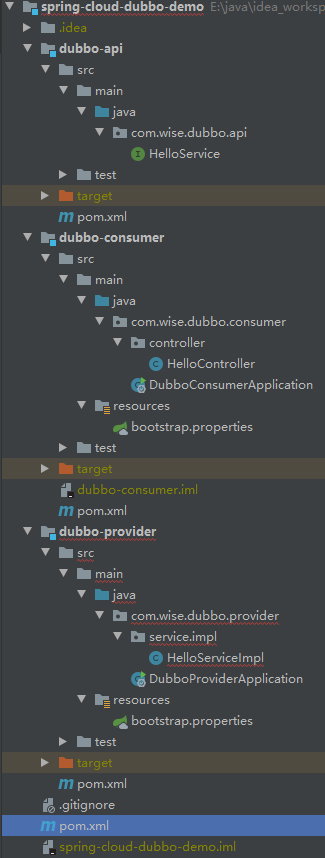 spring-cloud-dubbo-demo E:\java\idea_worksp
.idea
dubbo-api
src
main
java
com.wise.dubbo.api
HelloService
test
target
pom.xml
dubbo-consumer
src
main
java
com.wise.dubbo.consumer
controller
HelloController
DubboConsumerApplication
resources
bootstrap.properties
test
target
dubbo-consumer.iml
pom.xml
dubbo-provider
src
main
java
com.wise.dubbo.provider
service.impl
HelloServiceImpl
DubboProviderApplication
resources
bootstrap.properties
test
target
pom.xml
.gitignore
pom.xml
spring-cloud-dubbo-demo.iml